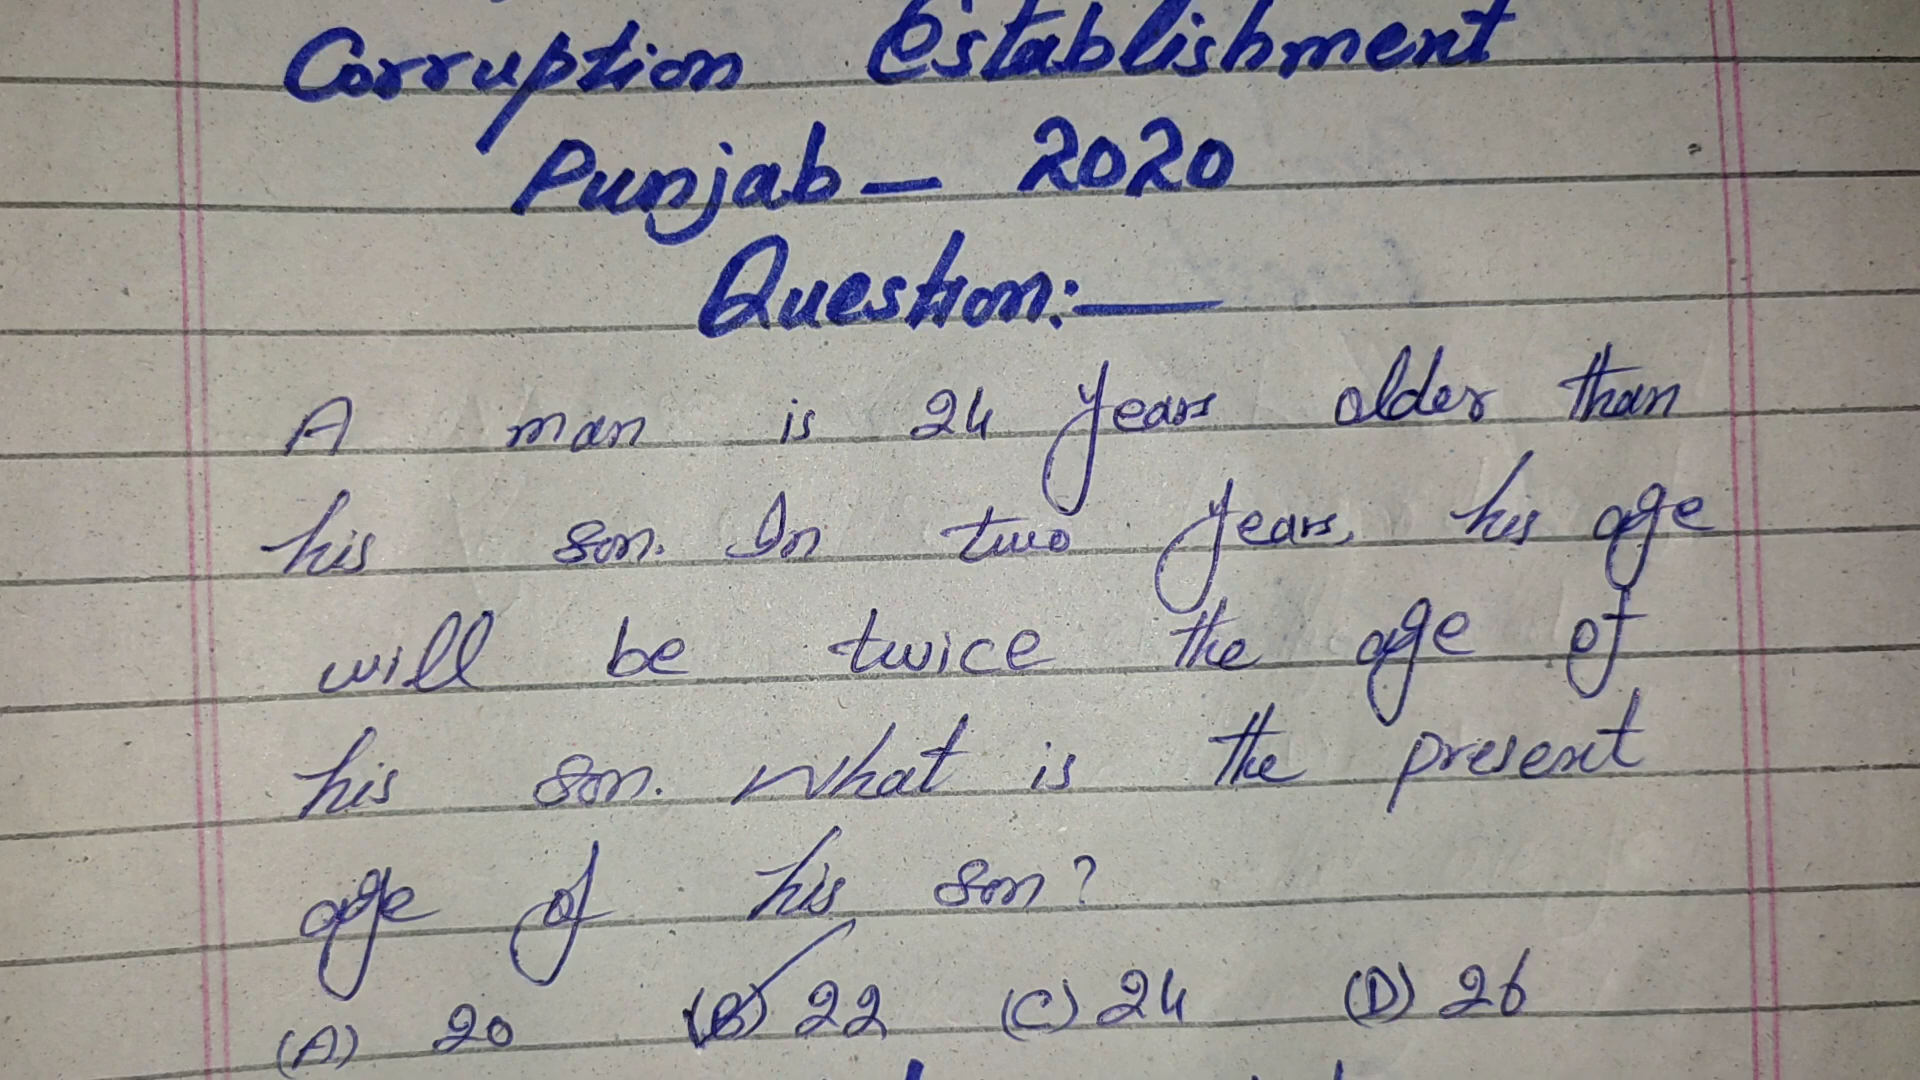 Corruption Establishment
Punjab - 2020
Question:-
A man is 24 years older than
his son. In two years, his age
will be twice the age of
his son. What is the present
age of his son?
(A) 20 (B) 22 (C) 24 (D) 26